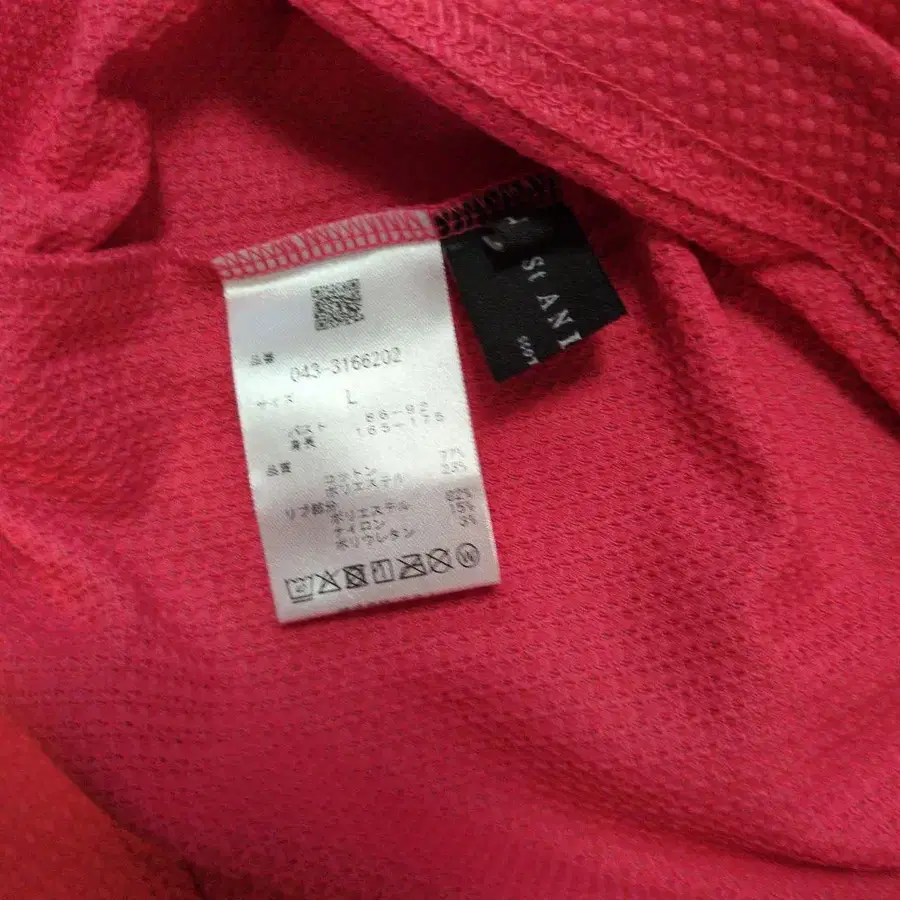 品番
043-3166202
サイズ L
バスト 86-92
身長 165-175
品質
コットン 77%
ポリエステル 23%
リブ部分
ポリエステル 82%
ナイロン 15%
ポリウレタン 3%
W
St AN